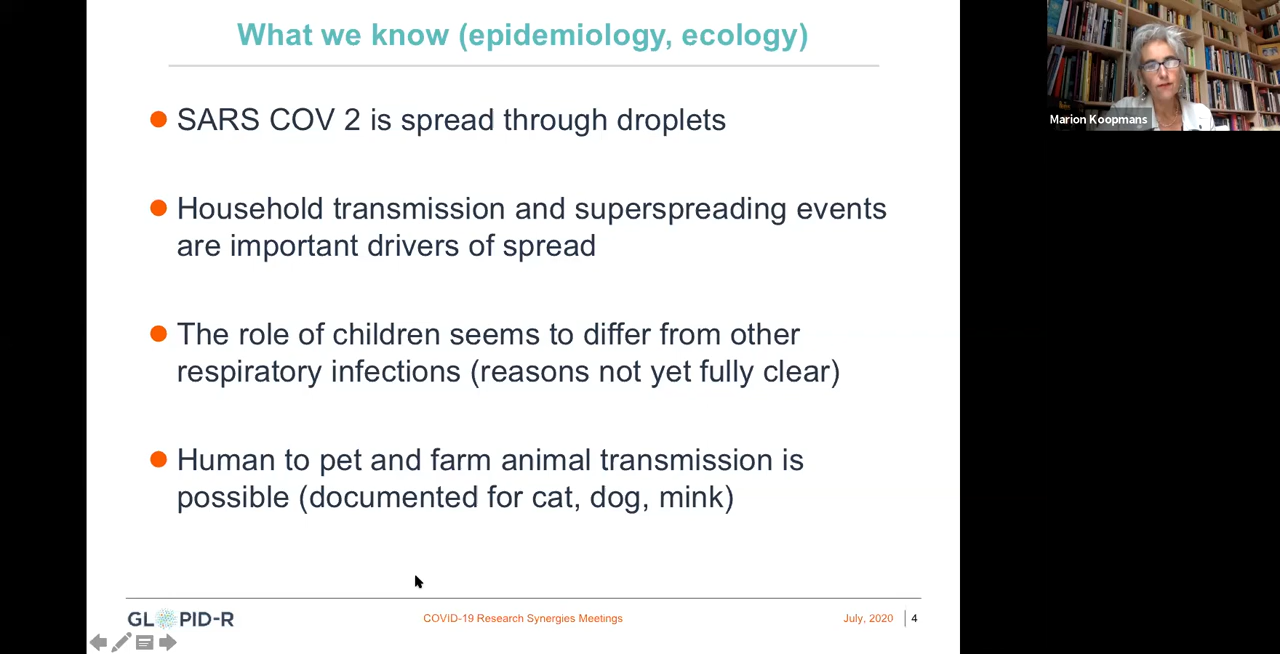 What we know (epidemiology, ecology)
SARS COV 2 is spread through droplets
Household transmission and superspreading events
are important drivers of spread
The role of children seems to differ from other
respiratory infections (reasons not yet fully clear)
Human to pet and farm animal transmission is
possible (documented for cat, dog, mink)
GLOPID-R
COVID-19 Research Synergies Meetings
July, 2020
4
Marion Koopmans